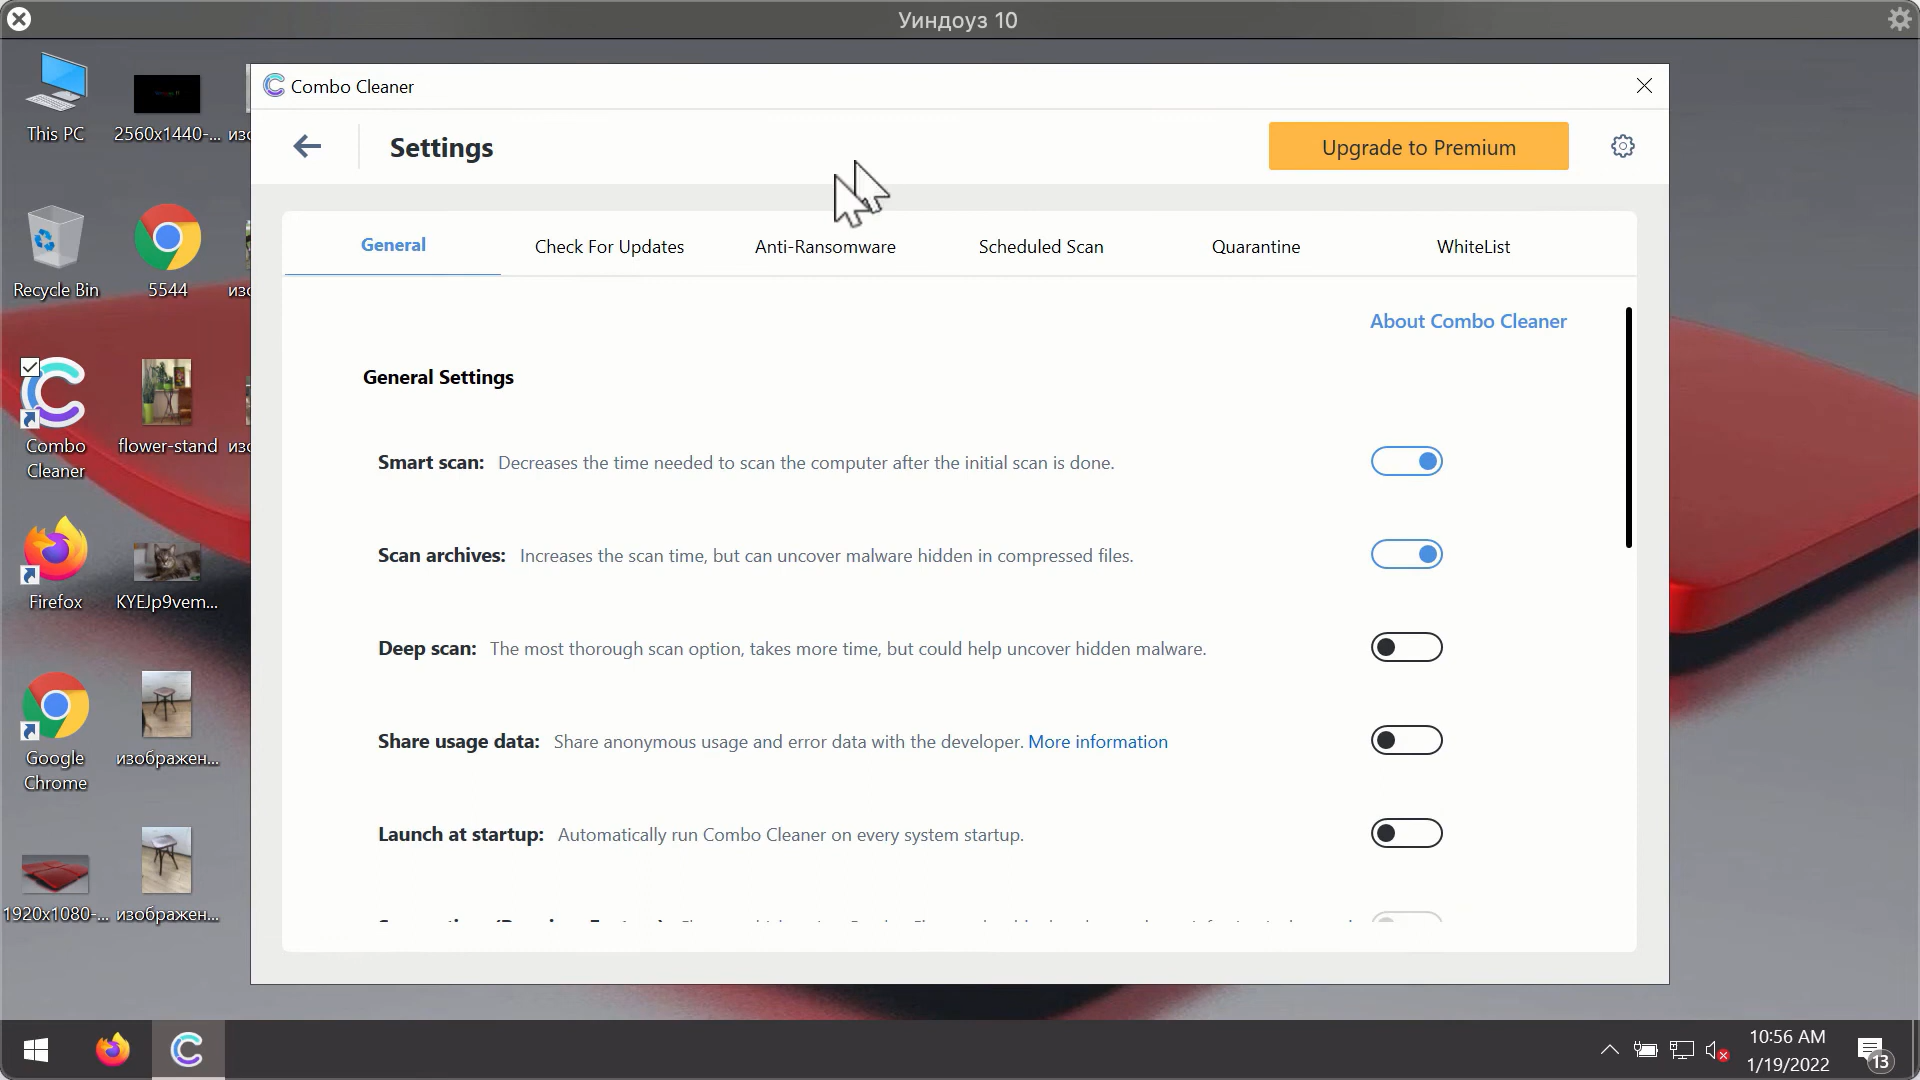 Уиндоуз 10
This PC
2560x1440-...
изо
Recycle Bin
5544
Combo
Cleaner
flower-stand
изо
Firefox
KYEJp9vem...
Google
Chrome
изображен...
1920x1080-...
изображен...
Combo Cleaner
Settings
Upgrade to Premium
General
Check For Updates
Anti-Ransomware
Scheduled Scan
Quarantine
WhiteList
About Combo Cleaner
General Settings
Smart scan: Decreases the time needed to scan the computer after the initial scan is done.
Scan archives: Increases the scan time, but can uncover malware hidden in compressed files.
Deep scan: The most thorough scan option, takes more time, but could help uncover hidden malware.
Share usage data: Share anonymous usage and error data with the developer. More information
Launch at startup: Automatically run Combo Cleaner on every system startup.
10:56 AM
1/19/2022
13